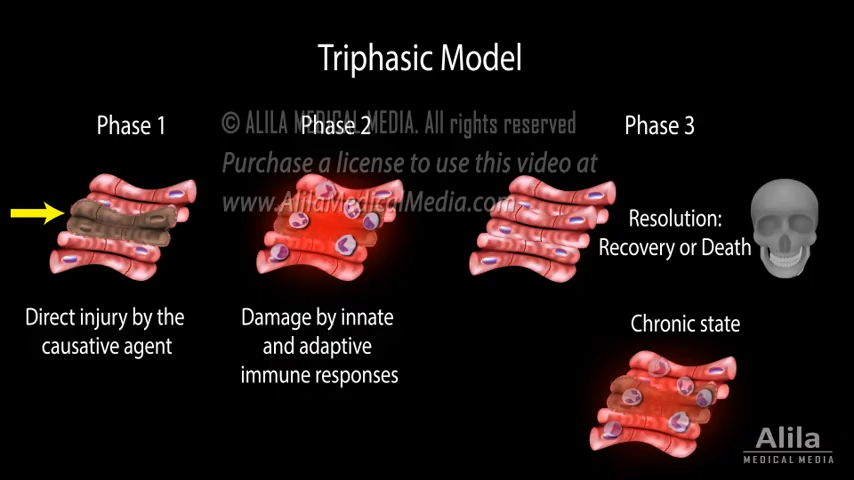 Triphasic Model
Phase 1
Phase 2
Phase 3
© ALILA MEDICAL MEDIA. All rights reserved
Purchase a license to use this video at
www.AlilaMedicalMedia.com
Resolution:
Recovery or Death
Direct injury by the
causative agent
Damage by innate
and adaptive
immune responses
Chronic state
Alila
MEDICAL MEDIA